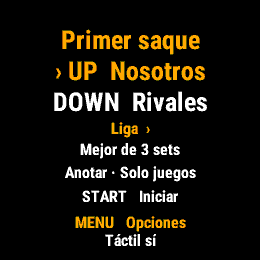 Primer saque
› UP Nosotros
DOWN Rivales
Liga ›
Mejor de 3 sets
Anotar · Solo juegos
START Iniciar
MENU Opciones
Táctil sí